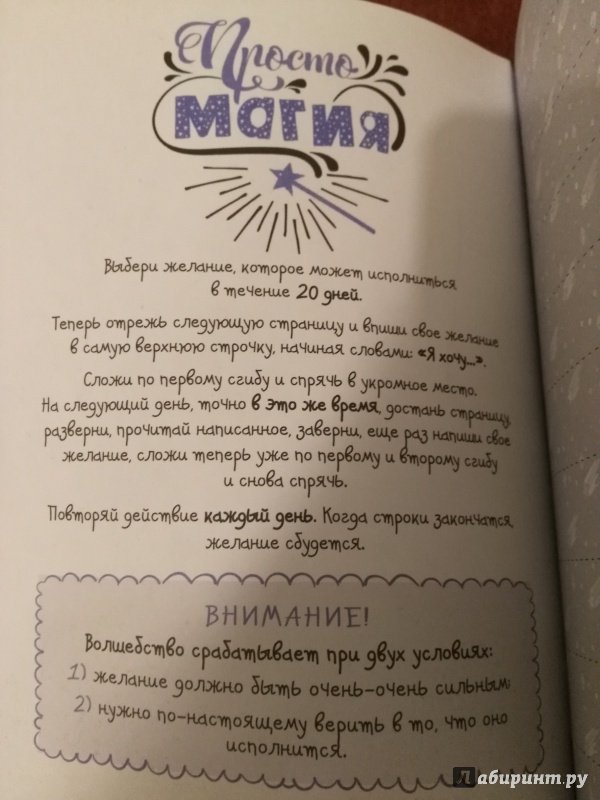 Просто
магия
Выбери желание, которое может исполниться
в течение 20 дней.
Теперь отрежь следующую страницу и впиши свое желание
в самую верхнюю строчку, начиная словами: «Я хочу...».
Сложи по первому сгибу и спрячь в укромное место.
На следующий день, точно в это же время, достань страницу,
разверни, прочитай написанное, заверни, еще раз напиши свое
желание, сложи теперь уже по первому и второму сгибу
и снова спрячь.
Повторяй действие каждый день. Когда строки закончатся,
желание сбудется.
ВНИМАНИЕ!
Волшебство срабатывает при двух условиях:
1) желание должно быть очень-очень сильным;
2) нужно по-настоящему верить в то, что оно
исполнится.
Лабиринт.ру